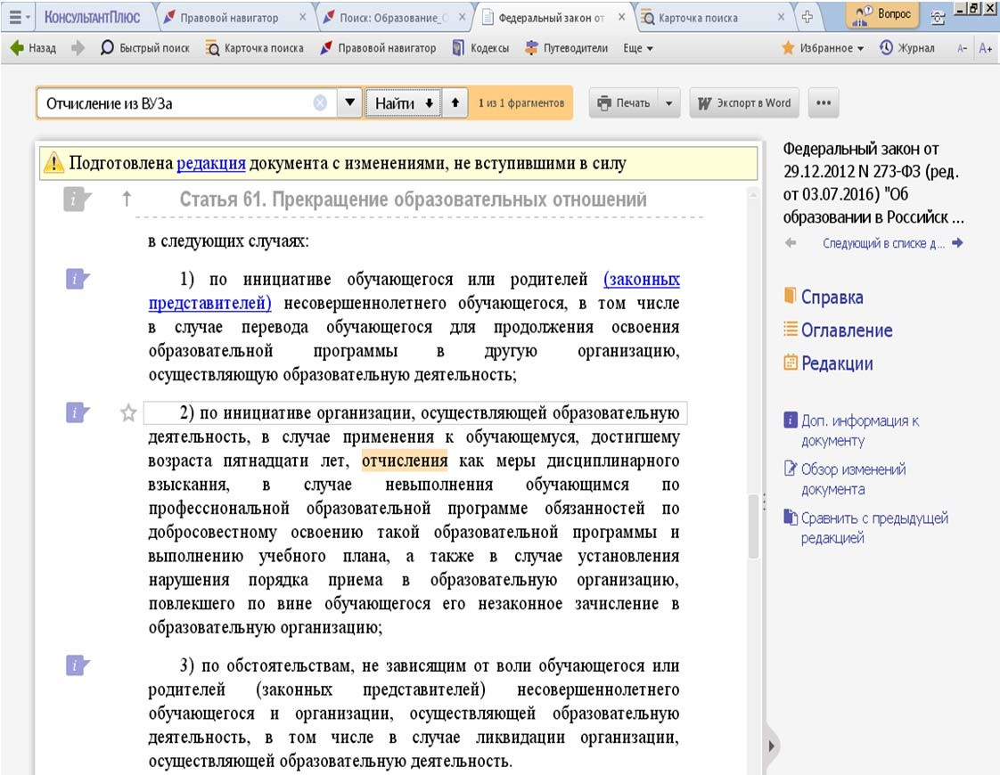 КонсультантПлюс
Правовой навигатор
Поиск: Образование_О
Федеральный закон от
Карточка поиска
Вопрос
Назад
Быстрый поиск
Карточка поиска
Правовой навигатор
Кодексы
Путеводители
Еще
Избранное
Журнал
A-
A+
Отчисление из ВУЗа
Найти
1 из 1 фрагментов
Печать
Экспорт в Word
Подготовлена редакция документа с изменениями, не вступившими в силу
Статья 61. Прекращение образовательных отношений
в следующих случаях:
1) по инициативе обучающегося или родителей (законных
представителей) несовершеннолетнего обучающегося, в том числе
в случае перевода обучающегося для продолжения освоения
образовательной программы в другую организацию,
осуществляющую образовательную деятельность;
2) по инициативе организации, осуществляющей образовательную
деятельность, в случае применения к обучающемуся, достигшему
возраста пятнадцати лет, отчисления как меры дисциплинарного
взыскания, в случае невыполнения обучающимся по
профессиональной образовательной программе обязанностей по
добросовестному освоению такой образовательной программы и
выполнению учебного плана, а также в случае установления
нарушения порядка приема в образовательную организацию,
повлекшего по вине обучающегося его незаконное зачисление в
образовательную организацию;
3) по обстоятельствам, не зависящим от воли обучающегося или
родителей (законных представителей) несовершеннолетнего
обучающегося и организации, осуществляющей образовательную
деятельность, в том числе в случае ликвидации организации,
осуществляющей образовательную деятельность.
Федеральный закон от
29.12.2012 N 273-ФЗ (ред.
от 03.07.2016) "Об
образовании в Российск ...
Следующий в списке д...
Справка
Оглавление
Редакции
Доп. информация к
документу
Обзор изменений
документа
Сравнить с предыдущей
редакцией